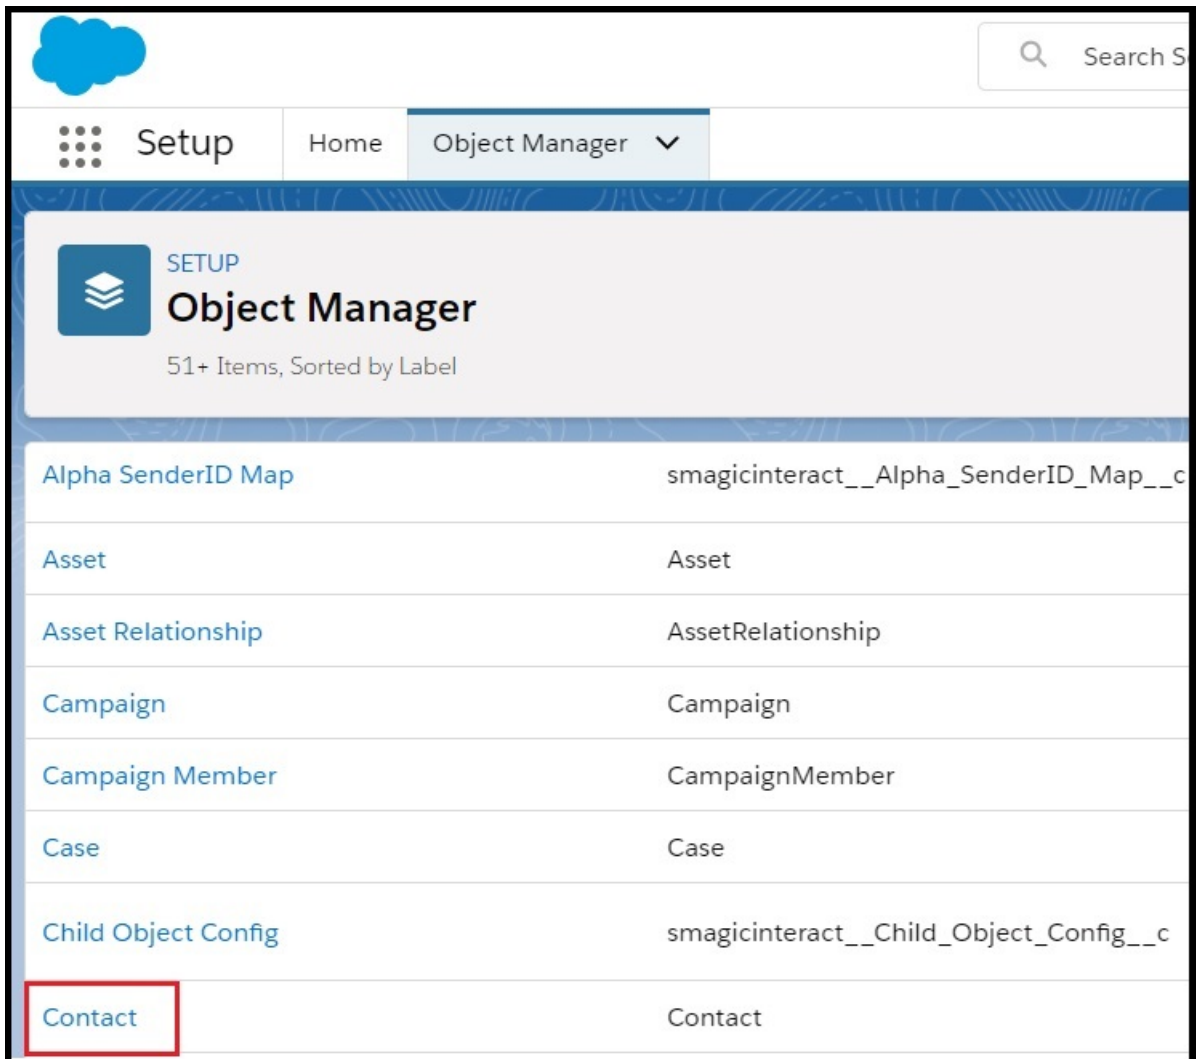 Search S
Setup Home Object Manager
SETUP
Object Manager
51+ Items, Sorted by Label
Alpha SenderID Map smagicinteract__Alpha_SenderID_Map__c
Asset Asset
Asset Relationship AssetRelationship
Campaign Campaign
Campaign Member CampaignMember
Case Case
Child Object Config smagicinteract__Child_Object_Config__c
Contact Contact